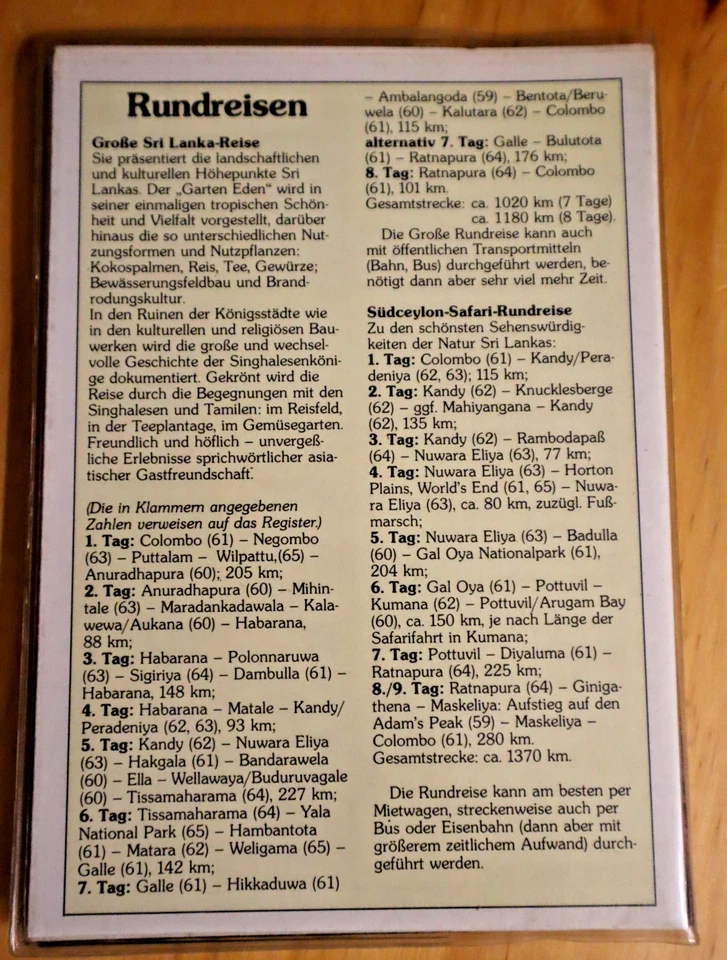 Rundreisen
Große Sri Lanka-Reise
Sie präsentiert die landschaftlichen
und kulturellen Höhepunkte Sri
Lankas. Der „Garten Eden" wird in
seiner einmaligen tropischen Schön-
heit und Vielfalt vorgestellt, darüber
hinaus die so unterschiedlichen Nut-
zungsformen und Nutzpflanzen:
Kokospalmen, Reis, Tee, Gewürze;
Bewässerungsfeldbau und Brand-
rodungskultur.
In den Ruinen der Königsstädte wie
in den kulturellen und religiösen Bau-
werken wird die große und wechsel-
volle Geschichte der Singhalesenköni-
ge dokumentiert. Gekrönt wird die
Reise durch die Begegnungen mit den
Singhalesen und Tamilen: im Reisfeld,
in der Teeplantage, im Gemüsegarten.
Freundlich und höflich – unvergeß-
liche Erlebnisse sprichwörtlicher asia-
tischer Gastfreundschaft.
(Die in Klammern angegebenen
Zahlen verweisen auf das Register.)
1. Tag: Colombo (61) – Negombo
(63) – Puttalam – Wilpattu,(65) –
Anuradhapura (60); 205 km;
2. Tag: Anuradhapura (60) – Mihin-
tale (63) – Maradankadawala – Kala-
wewa/Aukana (60) – Habarana,
88 km;
3. Tag: Habarana – Polonnaruwa
(63) – Sigiriya (64) – Dambulla (61) –
Habarana, 148 km;
4. Tag: Habarana – Matale – Kandy/
Peradeniya (62, 63), 93 km;
5. Tag: Kandy (62) – Nuwara Eliya
(63) – Hakgala (61) – Bandarawela
(60) – Ella – Wellawaya/Buduruvagale
(60) – Tissamaharama (64), 227 km;
6. Tag: Tissamaharama (64) – Yala
National Park (65) – Hambantota
(61) – Matara (62) – Weligama (65) –
Galle (61), 142 km;
7. Tag: Galle (61) – Hikkaduwa (61)
– Ambalangoda (59) – Bentota/Beru-
wela (60) – Kalutara (62) – Colombo
(61), 115 km;
alternativ 7. Tag: Galle – Bulutota
(61) – Ratnapura (64), 176 km;
8. Tag: Ratnapura (64) – Colombo
(61), 101 km.
Gesamtstrecke: ca. 1020 km (7 Tage)
ca. 1180 km (8 Tage).
Die Große Rundreise kann auch
mit öffentlichen Transportmitteln
(Bahn, Bus) durchgeführt werden, be-
nötigt dann aber sehr viel mehr Zeit.
Südceylon-Safari-Rundreise
Zu den schönsten Sehenswürdig-
keiten der Natur Sri Lankas:
1. Tag: Colombo (61) – Kandy/Pera-
deniya (62, 63); 115 km;
2. Tag: Kandy (62) – Knucklesberge
(62) – ggf. Mahiyangana – Kandy
(62), 135 km;
3. Tag: Kandy (62) – Rambodapaß
(64) – Nuwara Eliya (63), 77 km;
4. Tag: Nuwara Eliya (63) – Horton
Plains, World's End (61, 65) – Nuwa-
ra Eliya (63), ca. 80 km, zuzügl. Fuß-
marsch;
5. Tag: Nuwara Eliya (63) – Badulla
(60) – Gal Oya Nationalpark (61),
204 km;
6. Tag: Gal Oya (61) – Pottuvil –
Kumana (62) – Pottuvil/Arugam Bay
(60), ca. 150 km, je nach Länge der
Safarifahrt in Kumana;
7. Tag: Pottuvil – Diyaluma (61) –
Ratnapura (64), 225 km;
8./9. Tag: Ratnapura (64) – Giniga-
thena – Maskeliya: Aufstieg auf den
Adam's Peak (59) – Maskeliya –
Colombo (61), 280 km.
Gesamtstrecke: ca. 1370 km.
Die Rundreise kann am besten per
Mietwagen, streckenweise auch per
Bus oder Eisenbahn (dann aber mit
größerem zeitlichem Aufwand) durch-
geführt werden.